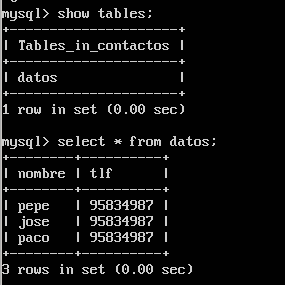 mysql> show tables;
+---------------------+
| Tables_in_contactos |
+---------------------+
| datos               |
+---------------------+
1 row in set (0.00 sec)
mysql> select * from datos;
+--------+----------+
| nombre | tlf      |
+--------+----------+
| pepe   | 95834987 |
| jose   | 95834987 |
| paco   | 95834987 |
+--------+----------+
3 rows in set (0.00 sec)